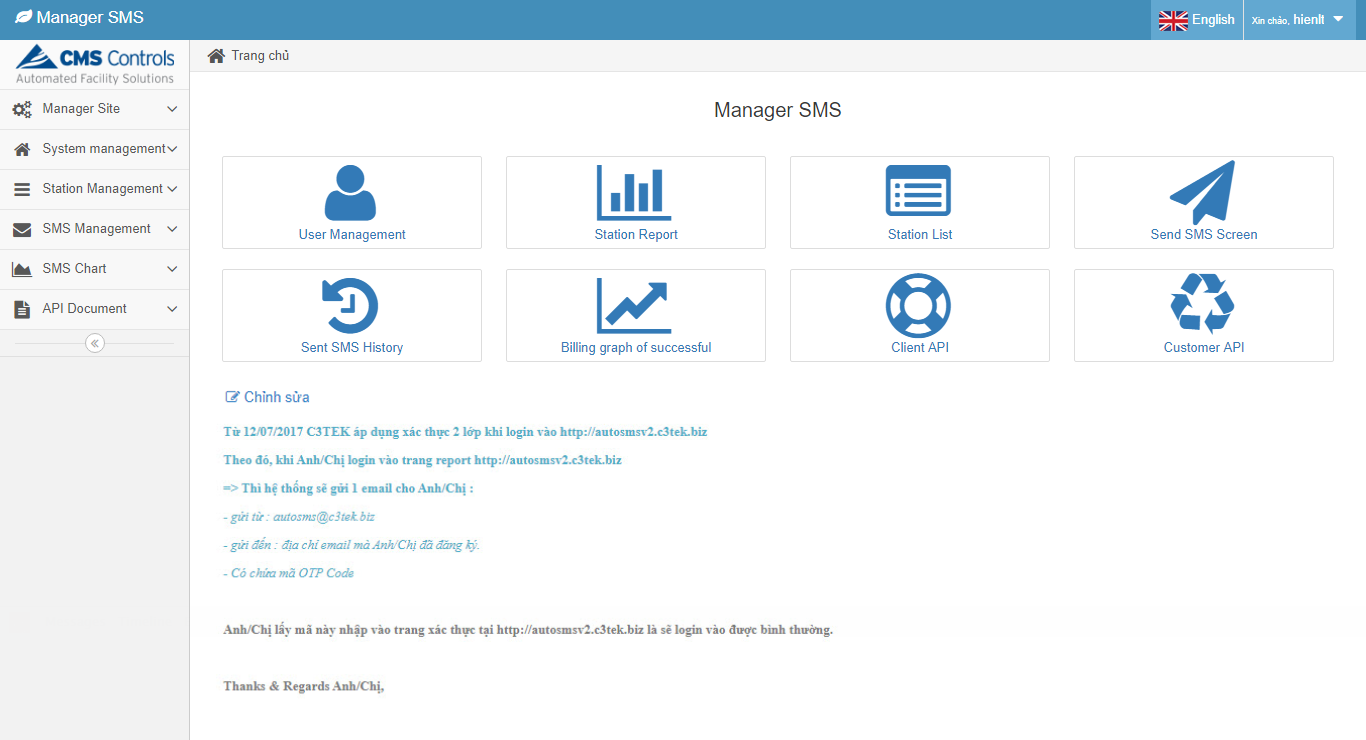 Manager SMS
English
Xin chào, hienlt
CMS Controls
Automated Facility Solutions
Trang chủ
Manager Site
System management
Station Management
SMS Management
SMS Chart
API Document
Manager SMS
User Management
Station Report
Station List
Send SMS Screen
Sent SMS History
Billing graph of successful
Client API
Customer API
Chỉnh sửa
Từ 12/07/2017 C3TEK áp dụng xác thực 2 lớp khi login vào http://autosmsv2.c3tek.biz
Theo đó, khi Anh/Chị login vào trang report http://autosmsv2.c3tek.biz
=> Thì hệ thống sẽ gửi 1 email cho Anh/Chị :
- gửi từ : autosms@c3tek.biz
- gửi đến : địa chỉ email mà Anh/Chị đã đăng ký.
- Có chứa mã OTP Code
Anh/Chị lấy mã này nhập vào trang xác thực tại http://autosmsv2.c3tek.biz là sẽ login vào được bình thường.
Thanks & Regards Anh/Chị,